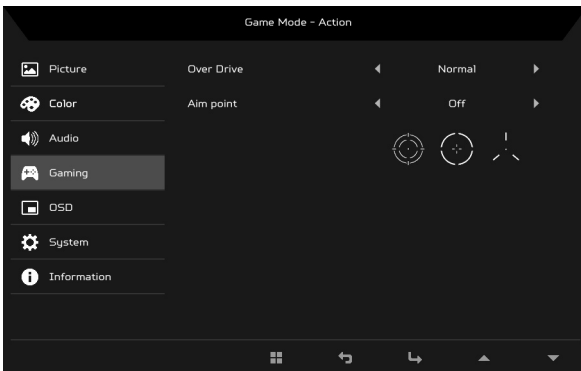 Game Mode - Action
Picture
Over Drive Normal
Color
Aim point Off
Audio
Gaming
OSD
System
Information